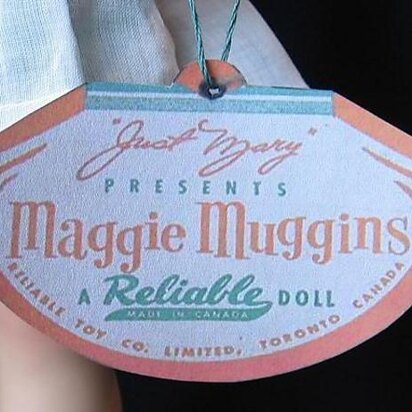 "Just Mary"
PRESENTS
Maggie Muggins
A Reliable DOLL
MADE IN CANADA
RELIABLE TOY CO. LIMITED, TORONTO CANADA